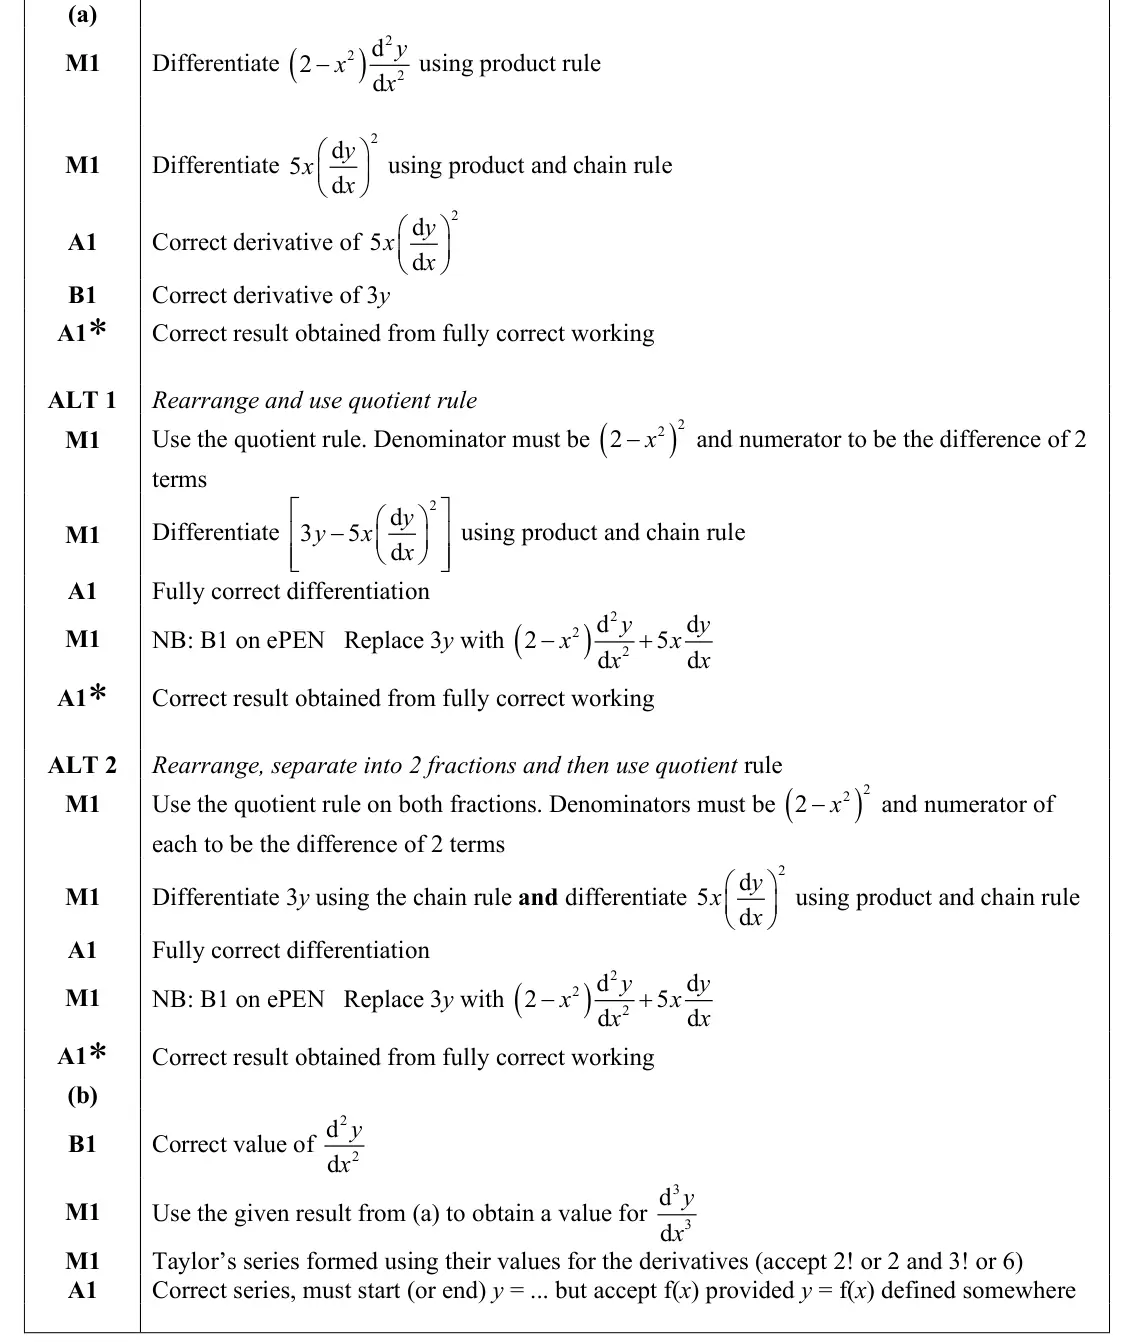 (a)
M1 Differentiate (2 − x²) d²y/dx² using product rule
M1 Differentiate 5x(dy/dx)² using product and chain rule
A1 Correct derivative of 5x(dy/dx)²
B1 Correct derivative of 3y
A1* Correct result obtained from fully correct working
ALT 1 Rearrange and use quotient rule
M1 Use the quotient rule. Denominator must be (2 − x²)² and numerator to be the difference of 2
terms
M1 Differentiate [3y − 5x(dy/dx)²] using product and chain rule
A1 Fully correct differentiation
M1 NB: B1 on ePEN Replace 3y with (2 − x²) d²y/dx² + 5x dy/dx
A1* Correct result obtained from fully correct working
ALT 2 Rearrange, separate into 2 fractions and then use quotient rule
M1 Use the quotient rule on both fractions. Denominators must be (2 − x²)² and numerator of
each to be the difference of 2 terms
M1 Differentiate 3y using the chain rule and differentiate 5x(dy/dx)² using product and chain rule
A1 Fully correct differentiation
M1 NB: B1 on ePEN Replace 3y with (2 − x²) d²y/dx² + 5x dy/dx
A1* Correct result obtained from fully correct working
(b)
B1 Correct value of d²y/dx²
M1 Use the given result from (a) to obtain a value for d³y/dx³
M1 Taylor's series formed using their values for the derivatives (accept 2! or 2 and 3! or 6)
A1 Correct series, must start (or end) y = ... but accept f(x) provided y = f(x) defined somewhere